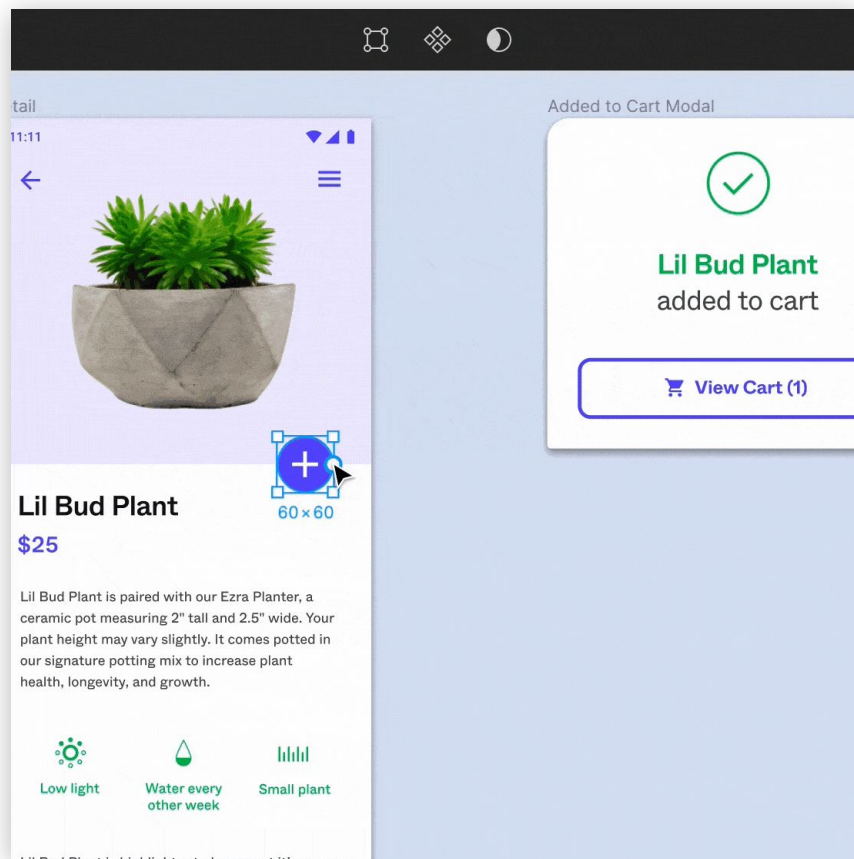 tail
Added to Cart Modal
11:11
Lil Bud Plant
added to cart
View Cart (1)
60 × 60
Lil Bud Plant
$25
Lil Bud Plant is paired with our Ezra Planter, a
ceramic pot measuring 2" tall and 2.5" wide. Your
plant height may vary slightly. It comes potted in
our signature potting mix to increase plant
health, longevity, and growth.
Low light
Water every
other week
Small plant